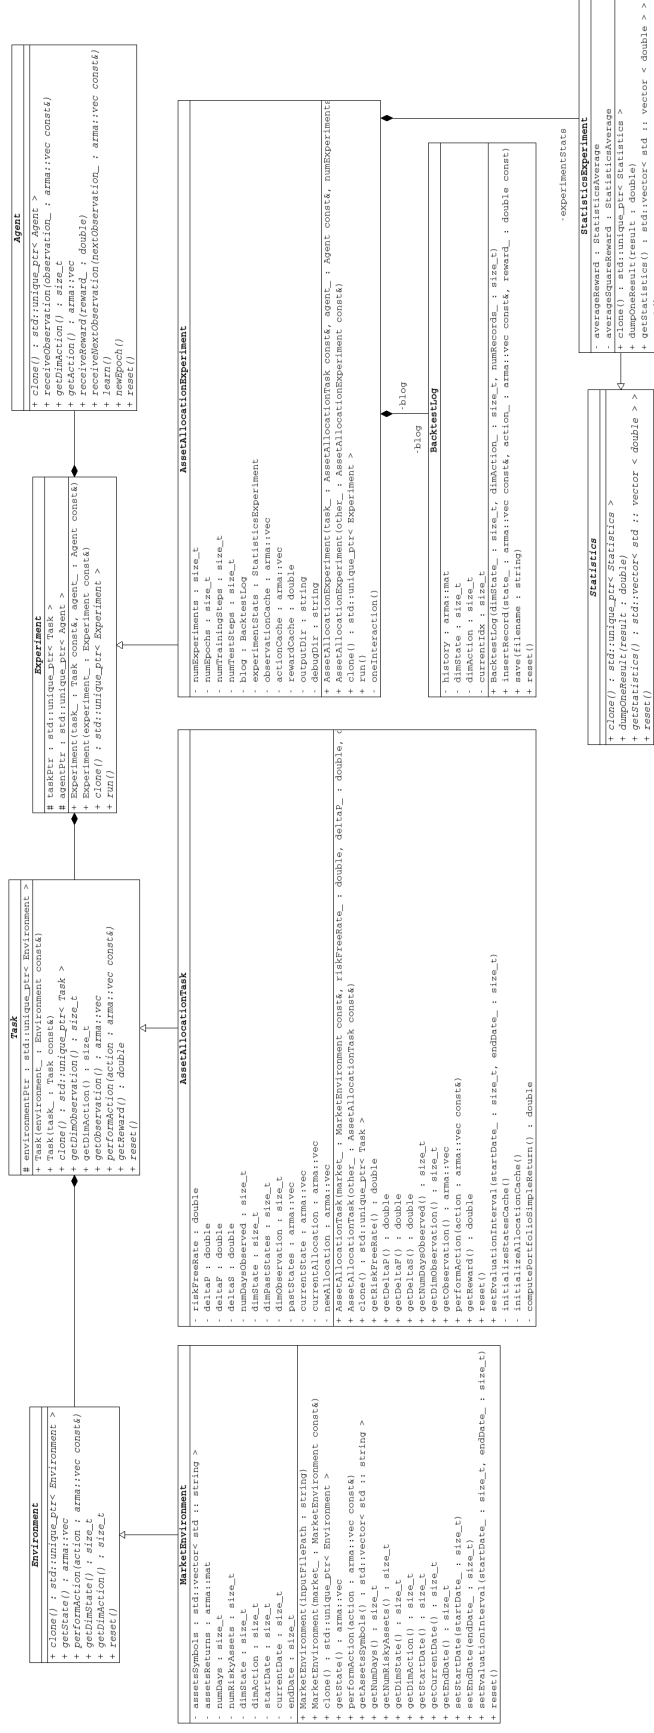 Environment
+ clone() : std::unique_ptr< Environment >
+ getState() : arma::vec
+ performAction(action : arma::vec const&)
+ getDimState() : size_t
+ getDimAction() : size_t
+ reset()
Task
# environmentPtr : std::unique_ptr< Environment >
+ Task(environment_ : Environment const&)
+ Task(task_ : Task const&)
+ clone() : std::unique_ptr< Task >
+ getDimObservation() : size_t
+ getDimAction() : size_t
+ getObservation() : arma::vec
+ performAction(action : arma::vec const&)
+ getReward() : double
+ reset()
Experiment
# taskPtr : std::unique_ptr< Task >
# agentPtr : std::unique_ptr< Agent >
+ Experiment(task_ : Task const&, agent_ : Agent const&)
+ Experiment(experiment_ : Experiment const&)
+ clone() : std::unique_ptr< Experiment >
+ run()
Agent
+ clone() : std::unique_ptr< Agent >
+ receiveObservation(observation_ : arma::vec const&)
+ getDimAction() : size_t
+ getAction() : arma::vec
+ receiveReward(reward_ : double)
+ receiveNextObservation(nextObservation_ : arma::vec const&)
+ learn()
+ newEpoch()
+ reset()
MarketEnvironment
- assetsSymbols : std::vector< std :: string >
- assetsReturns : arma::mat
- numDays : size_t
- numRiskyAssets : size_t
- dimState : size_t
- dimAction : size_t
- startDate : size_t
- currentDate : size_t
- endDate : size_t
+ MarketEnvironment(inputFilePath : string)
+ MarketEnvironment(market_ : MarketEnvironment const&)
+ clone() : std::unique_ptr< Environment >
+ getState() : arma::vec
+ performAction(action : arma::vec const&)
+ getAssetsSymbols() : std::vector< std :: string >
+ getNumDays() : size_t
+ getNumRiskyAssets() : size_t
+ getDimState() : size_t
+ getDimAction() : size_t
+ getStartDate() : size_t
+ getCurrentDate() : size_t
+ getEndDate() : size_t
+ setStartDate(startDate_ : size_t)
+ setEndDate(endDate_ : size_t)
+ setEvaluationInterval(startDate_ : size_t, endDate_ : size_t)
+ reset()
AssetAllocationTask
- riskFreeRate : double
- deltaP : double
- deltaF : double
- deltaS : double
- numDaysObserved : size_t
- dimState : size_t
- dimPastStates : size_t
- dimObservation : size_t
- pastStates : arma::vec
- currentState : arma::vec
- currentAllocation : arma::vec
- newAllocation : arma::vec
+ AssetAllocationTask(market_ : MarketEnvironment const&, riskFreeRate_ : double, deltaP_ : double, 
+ AssetAllocationTask(other_ : AssetAllocationTask const&)
+ clone() : std::unique_ptr< Task >
+ getRiskFreeRate() : double
+ getDeltaP() : double
+ getDeltaF() : double
+ getDeltaS() : double
+ getNumDaysObserved() : size_t
+ getDimObservation() : size_t
+ getObservation() : arma::vec
+ performAction(action : arma::vec const&)
+ getReward() : double
+ reset()
+ setEvaluationInterval(startDate_ : size_t, endDate_ : size_t)
- initializeStatesCache()
- initializeAllocationCache()
- computePortfolioSimpleReturn() : double
AssetAllocationExperiment
- numExperiments : size_t
- numEpochs : size_t
- numTrainingSteps : size_t
- numTestSteps : size_t
- blog : BacktestLog
- experimentStats : StatisticsExperiment
- observationCache : arma::vec
- actionCache : arma::vec
- rewardCache : double
- outputDir : string
- debugDir : string
+ AssetAllocationExperiment(task_ : AssetAllocationTask const&, agent_ : Agent const&, numExperiments
+ AssetAllocationExperiment(other_ : AssetAllocationExperiment const&)
+ clone() : std::unique_ptr< Experiment >
+ run()
- oneInteraction()
-blog
-blog
BacktestLog
- history : arma::mat
- dimState : size_t
- dimAction : size_t
- currentIdx : size_t
+ BacktestLog(dimState_ : size_t, dimAction_ : size_t, numRecords_ : size_t)
+ insertRecord(state_ : arma::vec const&, action_ : arma::vec const&, reward_ : double const)
+ save(filename : string)
+ reset()
-experimentStats
Statistics
+ clone() : std::unique_ptr< Statistics >
+ dumpOneResult(result : double)
+ getStatistics() : std::vector< std :: vector < double > >
+ reset()
StatisticsExperiment
- averageReward : StatisticsAverage
- averageSquareReward : StatisticsAverage
+ clone() : std::unique_ptr< Statistics >
+ dumpOneResult(result : double)
+ getStatistics() : std::vector< std :: vector < double > >